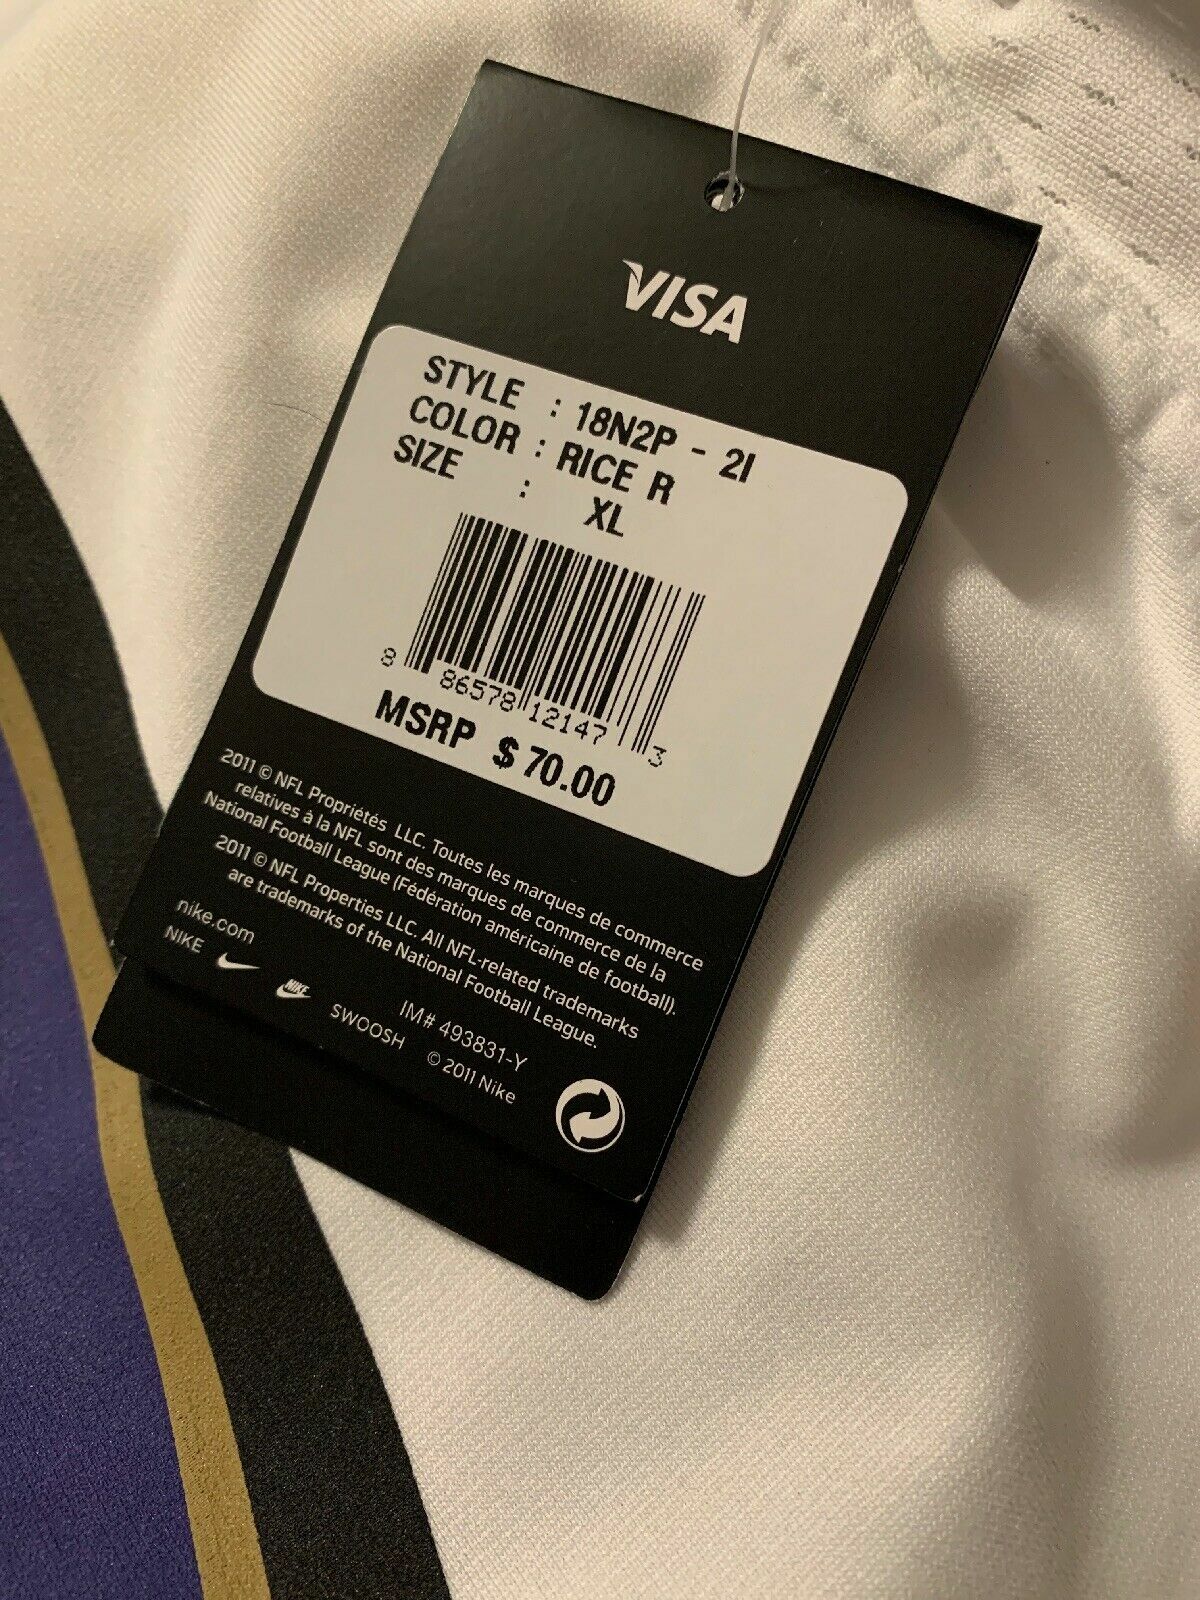 VISA
STYLE : 18N2P - 2I
COLOR : RICE R
SIZE : XL
8 86578 12147 3
MSRP $ 70.00
2011 © NFL Propriétés LLC. Toutes les marques de commerce
relatives à la NFL sont des marques de commerce de la
National Football League (Fédération américaine de football).
2011 © NFL Properties LLC. All NFL-related trademarks
are trademarks of the National Football League.
nike.com
IM# 493831-Y
NIKE NIKE SWOOSH © 2011 Nike